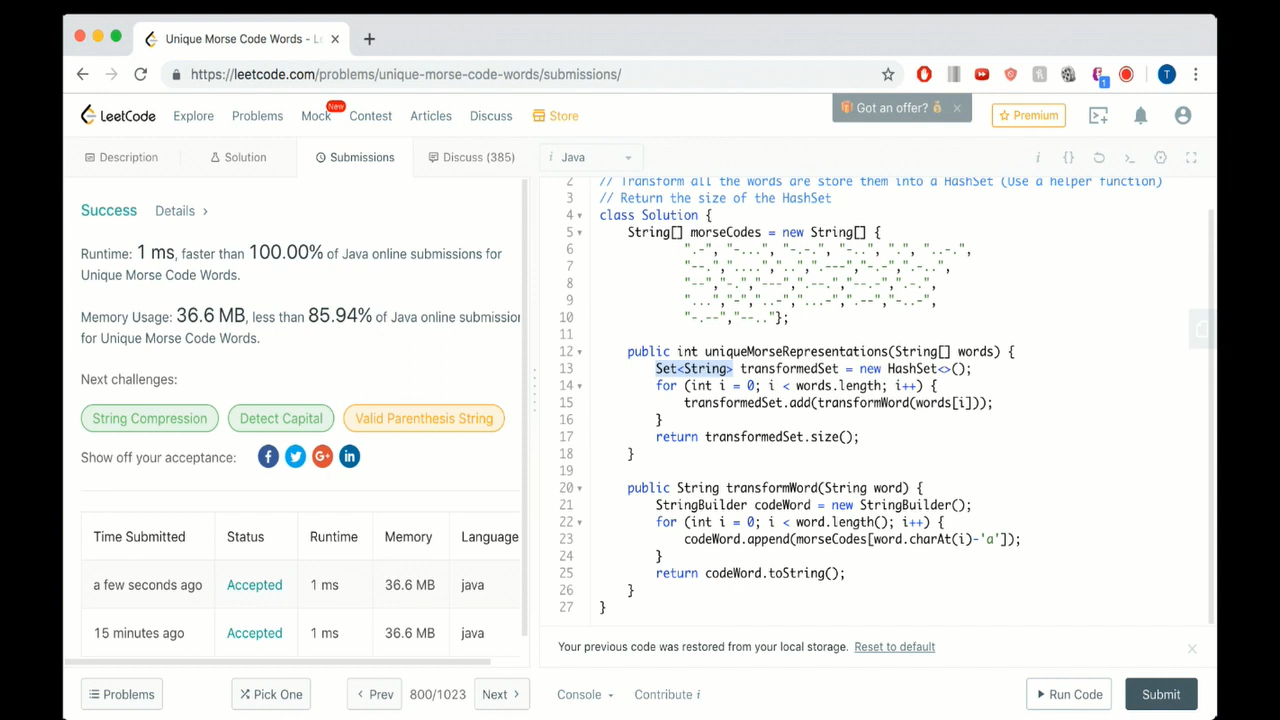 Unique Morse Code Words - Le
https://leetcode.com/problems/unique-morse-code-words/submissions/
1
T
LeetCode Explore Problems Mock New Contest Articles Discuss Store
Got an offer?
Premium
Description Solution Submissions Discuss (385)
i Java
Success Details
Runtime: 1 ms, faster than 100.00% of Java online submissions for
Unique Morse Code Words.
Memory Usage: 36.6 MB, less than 85.94% of Java online submission
for Unique Morse Code Words.
Next challenges:
String Compression Detect Capital Valid Parenthesis String
Show off your acceptance:
Time Submitted Status Runtime Memory Language
a few seconds ago Accepted 1 ms 36.6 MB java
15 minutes ago Accepted 1 ms 36.6 MB java
2 // Transform all the words are store them into a HashSet (Use a helper function)
3 // Return the size of the HashSet
4 class Solution {
5 String[] morseCodes = new String[] {
6 ".-", "-...", "-.-.", "-..", ".", "..-.",
7 "--.","....","..",".---","-.-",".-..",
8 "--","-.","---",".--.","--.-",".-.",
9 "...","-","..-","...-",".--","-..-",
10 "-.--","--.."};
11
12 public int uniqueMorseRepresentations(String[] words) {
13 Set<String> transformedSet = new HashSet<>();
14 for (int i = 0; i < words.length; i++) {
15 transformedSet.add(transformWord(words[i]));
16 }
17 return transformedSet.size();
18 }
19
20 public String transformWord(String word) {
21 StringBuilder codeWord = new StringBuilder();
22 for (int i = 0; i < word.length(); i++) {
23 codeWord.append(morseCodes[word.charAt(i)-'a']);
24 }
25 return codeWord.toString();
26 }
27 }
Your previous code was restored from your local storage. Reset to default
Problems Pick One Prev 800/1023 Next Console Contribute i Run Code Submit